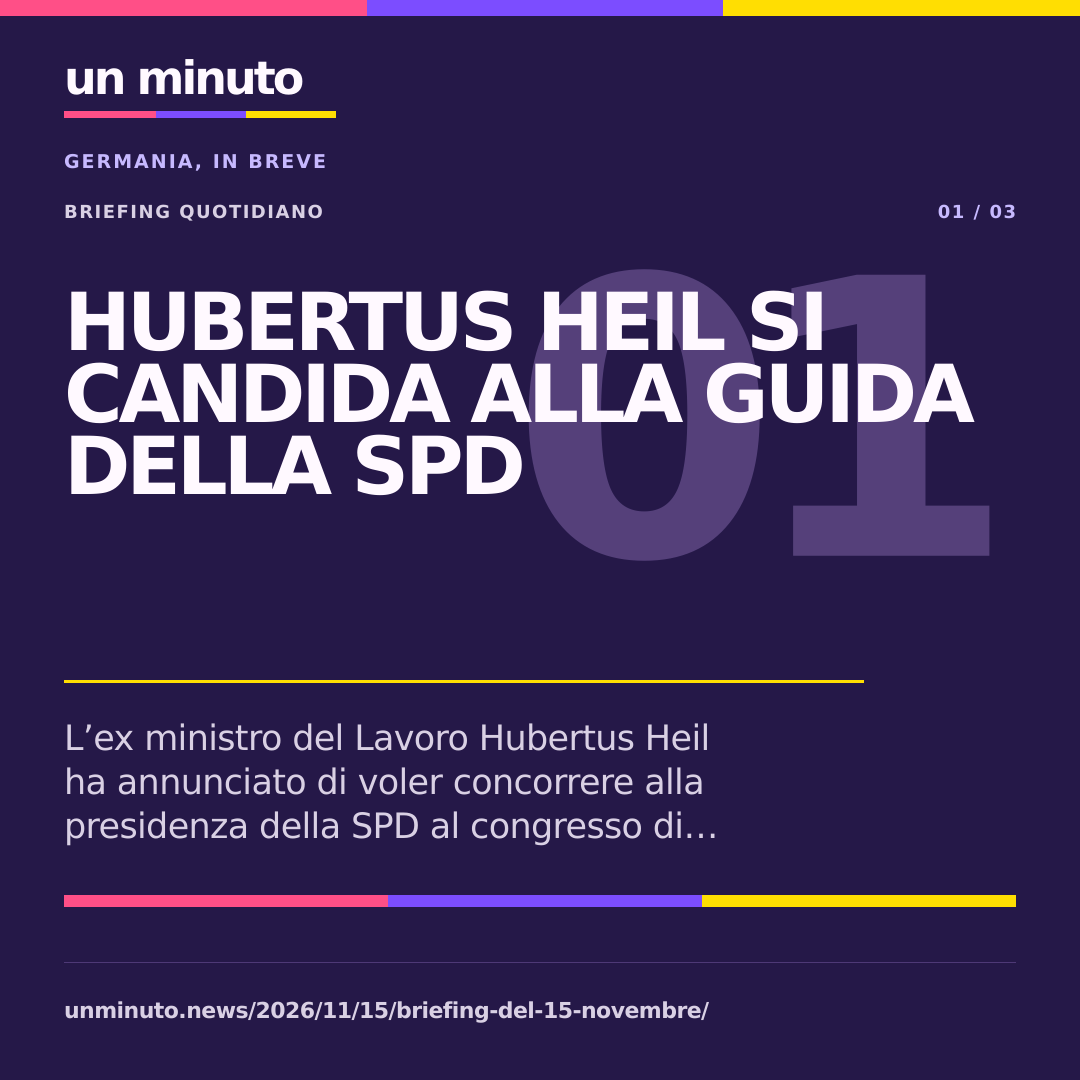 un minuto
GERMANIA, IN BREVE
BRIEFING QUOTIDIANO
01 / 03
01
HUBERTUS HEIL SI
CANDIDA ALLA GUIDA
DELLA SPD
L’ex ministro del Lavoro Hubertus Heil
ha annunciato di voler concorrere alla
presidenza della SPD al congresso di…
unminuto.news/2026/11/15/briefing-del-15-novembre/